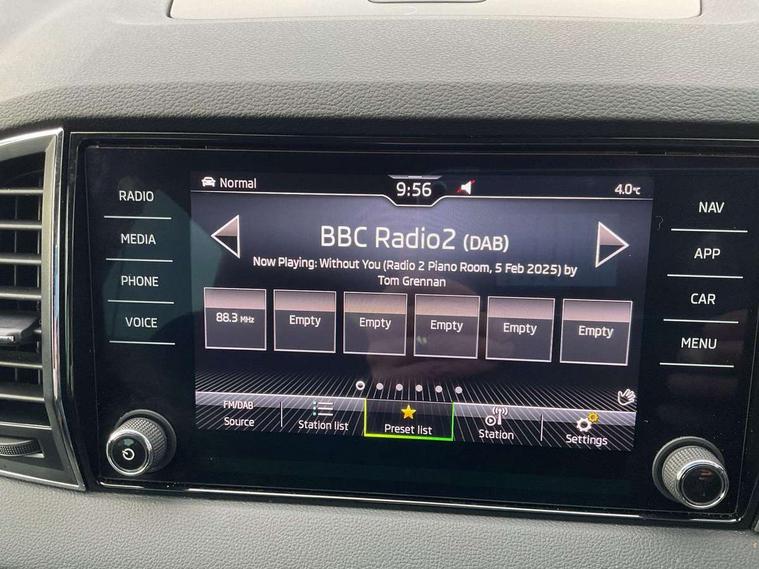 RADIO
MEDIA
PHONE
VOICE
Normal
9:56
4.0°C
BBC Radio2 (DAB)
Now Playing: Without You (Radio 2 Piano Room, 5 Feb 2025) by
Tom Grennan
88.3 MHz
Empty
Empty
Empty
Empty
Empty
FM/DAB
Source
Station list
Preset list
Station
Settings
NAV
APP
CAR
MENU